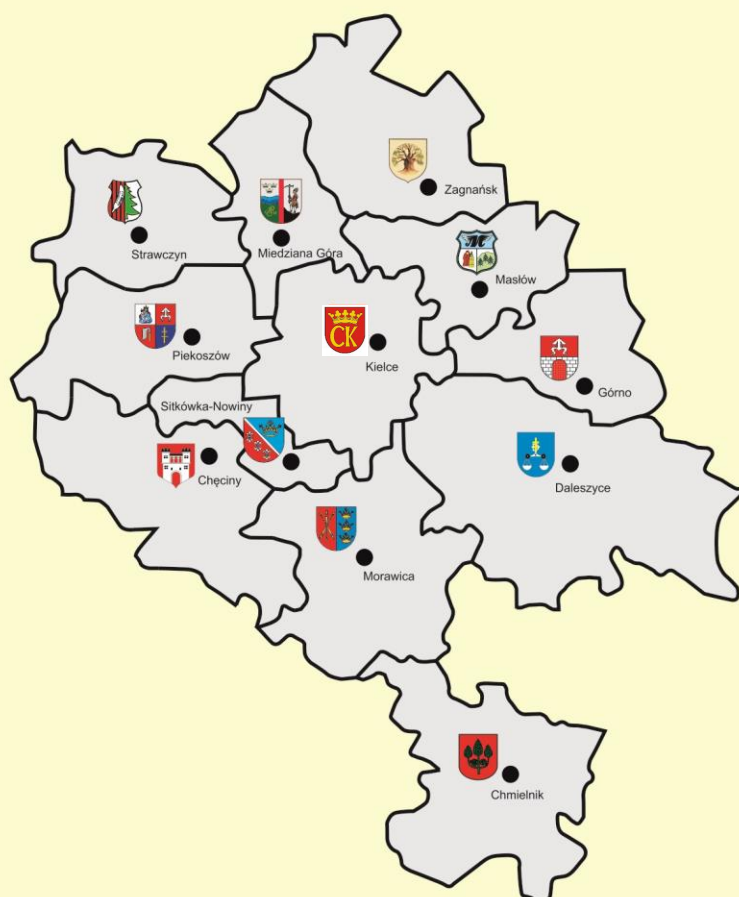 Zagnańsk
Strawczyn
Miedziana Góra
Masłów
CK
Piekoszów
Kielce
Górno
Sitkówka-Nowiny
Chęciny
Daleszyce
Morawica
Chmielnik